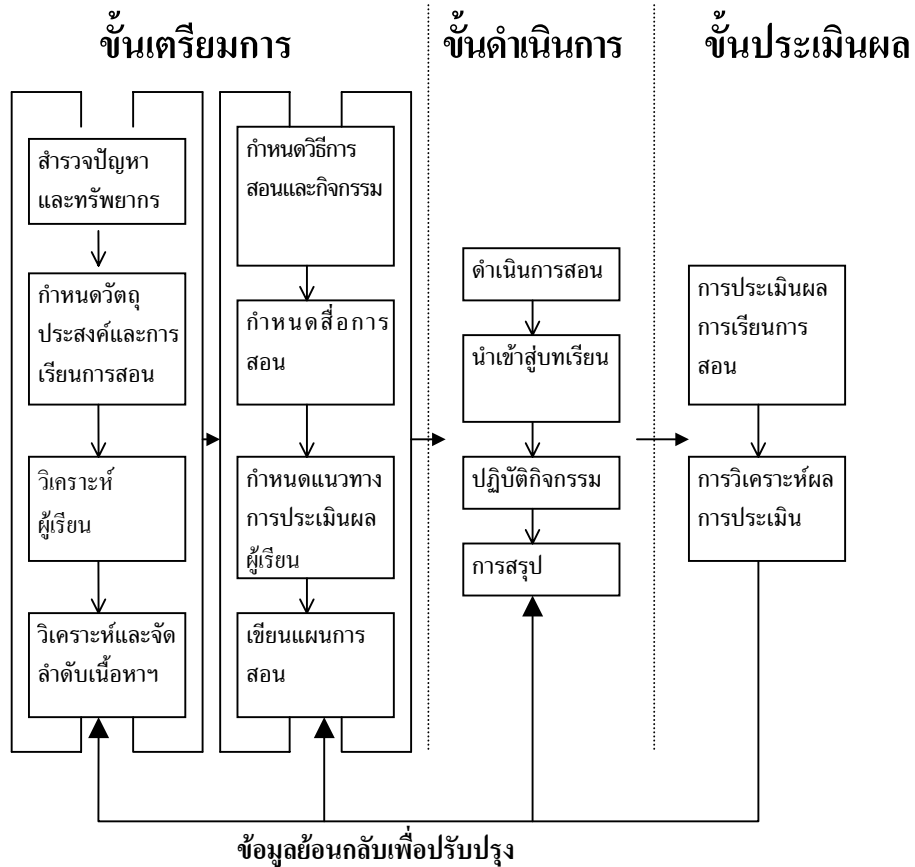 ขั้นเตรียมการ
ขั้นดำเนินการ
ขั้นประเมินผล
สำรวจปัญหา
และทรัพยากร
กำหนดวัตถุ
ประสงค์และการ
เรียนการสอน
วิเคราะห์
ผู้เรียน
วิเคราะห์และจัด
ลำดับเนื้อหาฯ
กำหนดวิธีการ
สอนและกิจกรรม
กำหนดสื่อการ
สอน
กำหนดแนวทาง
การประเมินผล
ผู้เรียน
เขียนแผนการ
สอน
ดำเนินการสอน
นำเข้าสู่บทเรียน
ปฏิบัติกิจกรรม
การสรุป
การประเมินผล
การเรียนการ
สอน
การวิเคราะห์ผล
การประเมิน
ข้อมูลย้อนกลับเพื่อปรับปรุง